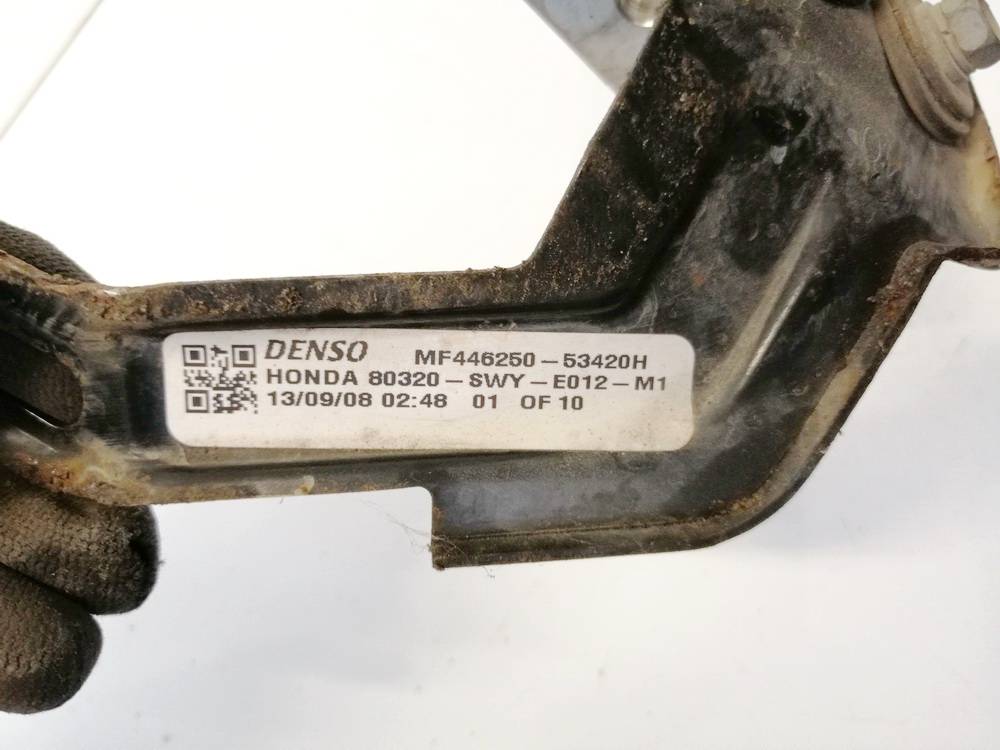 DENSO MF446250-53420H
HONDA 80320-SWY-E012-M1
13/09/08 02:48 01 OF 10